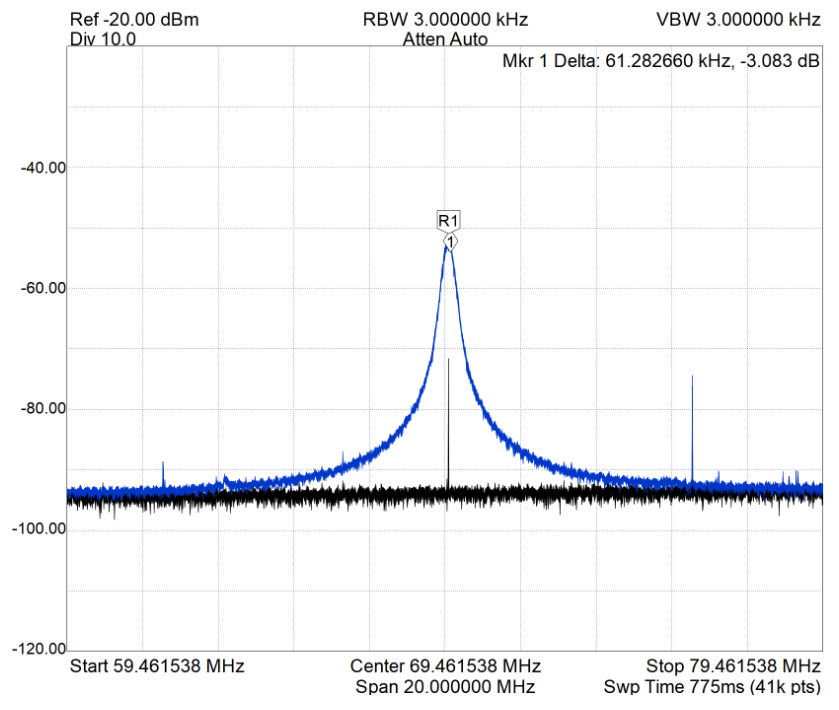 Ref -20.00 dBm RBW 3.000000 kHz VBW 3.000000 kHz
Div 10.0 Atten Auto
Mkr 1 Delta: 61.282660 kHz, -3.083 dB
-40.00
R1
1
-60.00
-80.00
-100.00
-120.00
Start 59.461538 MHz Center 69.461538 MHz Stop 79.461538 MHz
Span 20.000000 MHz Swp Time 775ms (41k pts)